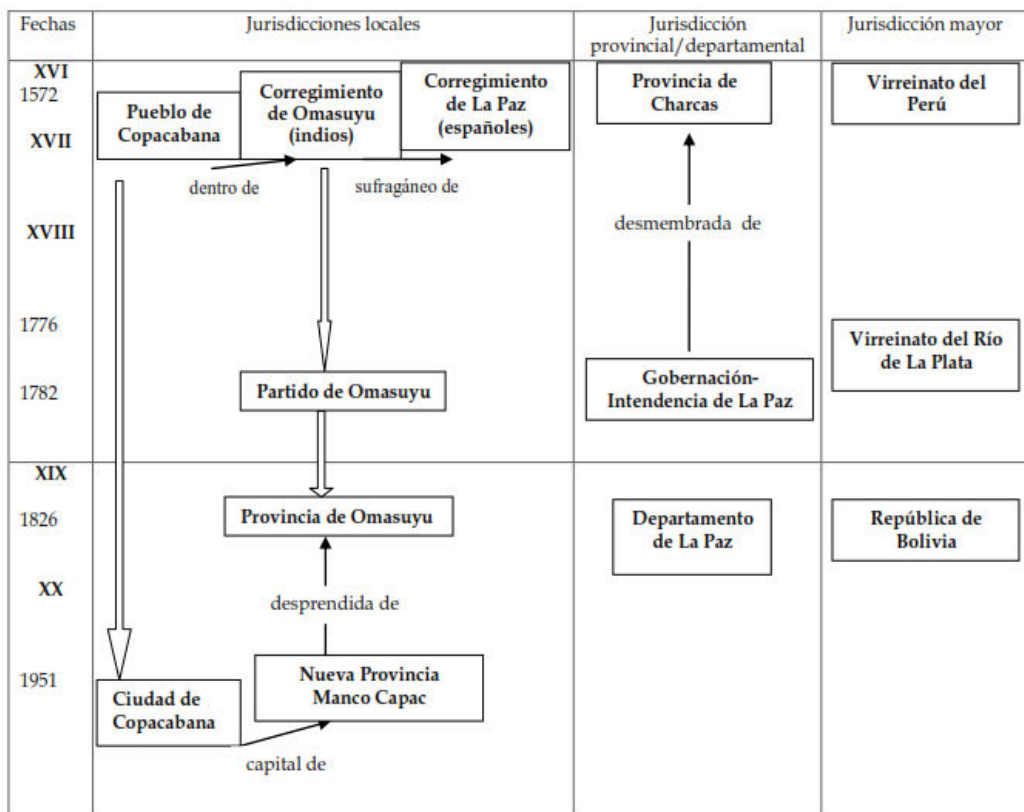 Fechas
Jurisdicciones locales
Jurisdicción
provincial/departamental
Jurisdicción mayor
XVI
1572
XVII
Pueblo de
Copacabana
Corregimiento
de Omasuyu
(indios)
Corregimiento
de La Paz
(españoles)
Provincia de
Charcas
Virreinato del
Perú
dentro de
sufragáneo de
XVIII
desmembrada de
1776
Virreinato del Río
de La Plata
1782
Partido de Omasuyu
Gobernación-
Intendencia de La Paz
XIX
1826
Provincia de Omasuyu
Departamento
de La Paz
República de
Bolivia
XX
desprendida de
1951
Ciudad de
Copacabana
Nueva Provincia
Manco Capac
capital de